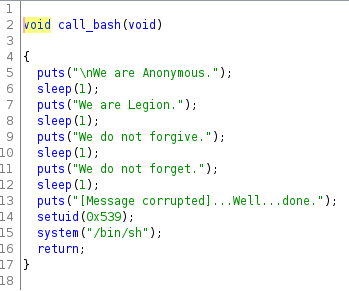 1
2 void call_bash(void)
3
4 {
5 puts("\nWe are Anonymous.");
6 sleep(1);
7 puts("We are Legion.");
8 sleep(1);
9 puts("We do not forgive.");
10 sleep(1);
11 puts("We do not forget.");
12 sleep(1);
13 puts("[Message corrupted]...Well...done.");
14 setuid(0x539);
15 system("/bin/sh");
16 return;
17 }
18